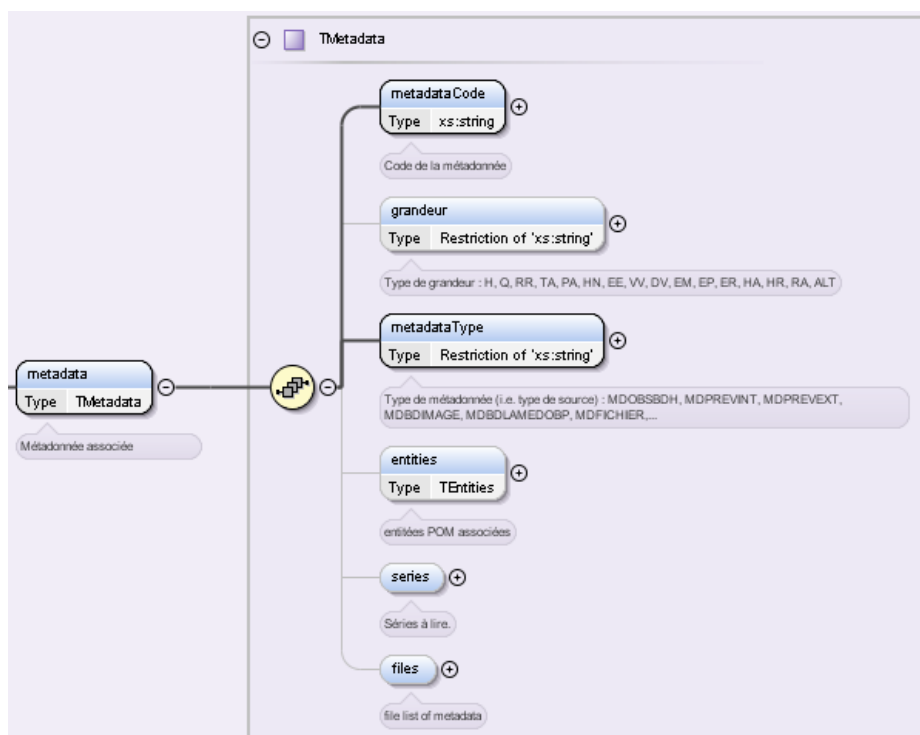 TMetadata
metadataCode
Type xs:string
Code de la métadonnée
grandeur
Type Restriction of 'xs:string'
Type de grandeur : H, Q, RR, TA, PA, HN, EE, VV, DV, EM, EP, ER, HA, HR, RA, ALT
metadataType
Type Restriction of 'xs:string'
Type de métadonnée (i.e. type de source) : MDOBSBDH, MDPREVINT, MDPREVEXT,
MDBDIMAGE, MDBDLAMEDOBP, MDFICHIER,...
metadata
Type TMetadata
Métadonnée associée
entities
Type TEntities
entitées POM associées
series
Séries à lire.
files
file list of metadata